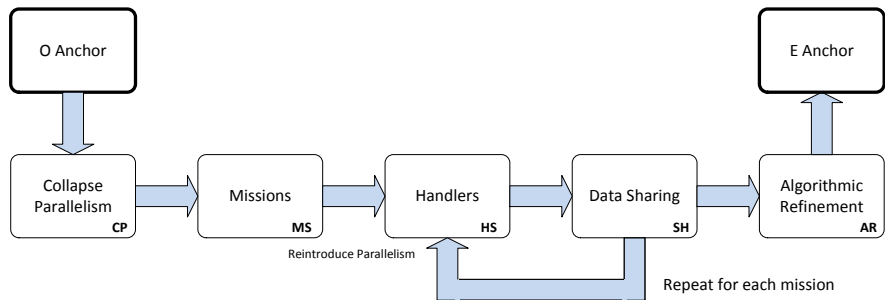 O Anchor
E Anchor
Collapse
Parallelism
CP
Missions
MS
Handlers
HS
Data Sharing
SH
Algorithmic
Refinement
AR
Reintroduce Parallelism
Repeat for each mission